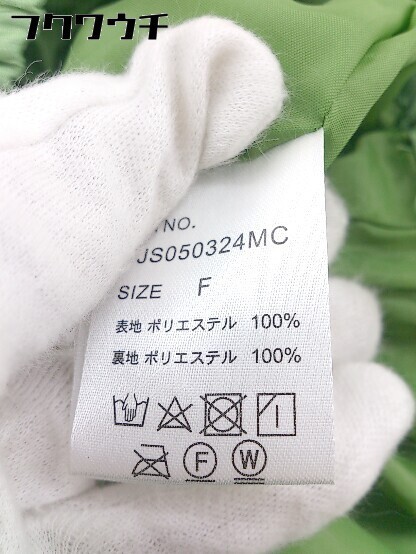 フクワウチ
NO.
JS050324MC
SIZE F
表地 ポリエステル 100%
裏地 ポリエステル 100%
F W